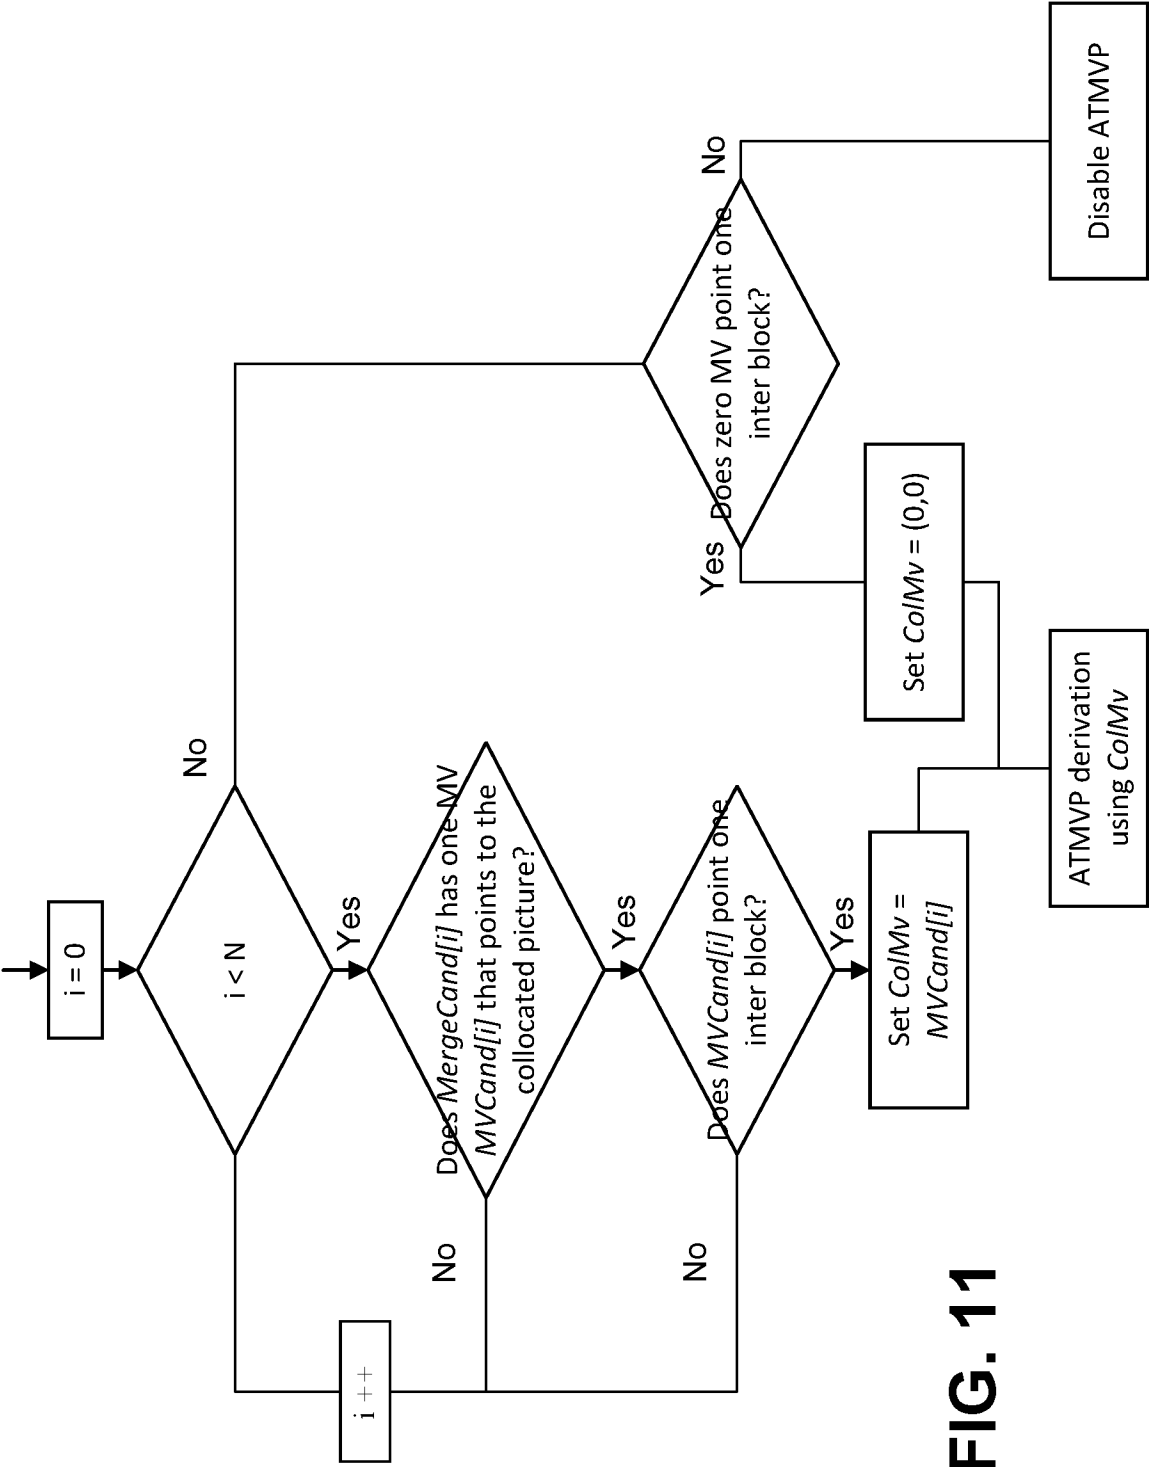 i = 0
i < N
No
Yes
Does MergeCand[i] has one MV
MVCand[i] that points to the
collocated picture?
No
Yes
i ++
Does MVCand[i] point one
inter block?
No
Yes
Set ColMv =
MVCand[i]
Does zero MV point one
inter block?
Yes
No
Set ColMv = (0,0)
ATMVP derivation
using ColMv
Disable ATMVP
FIG. 11